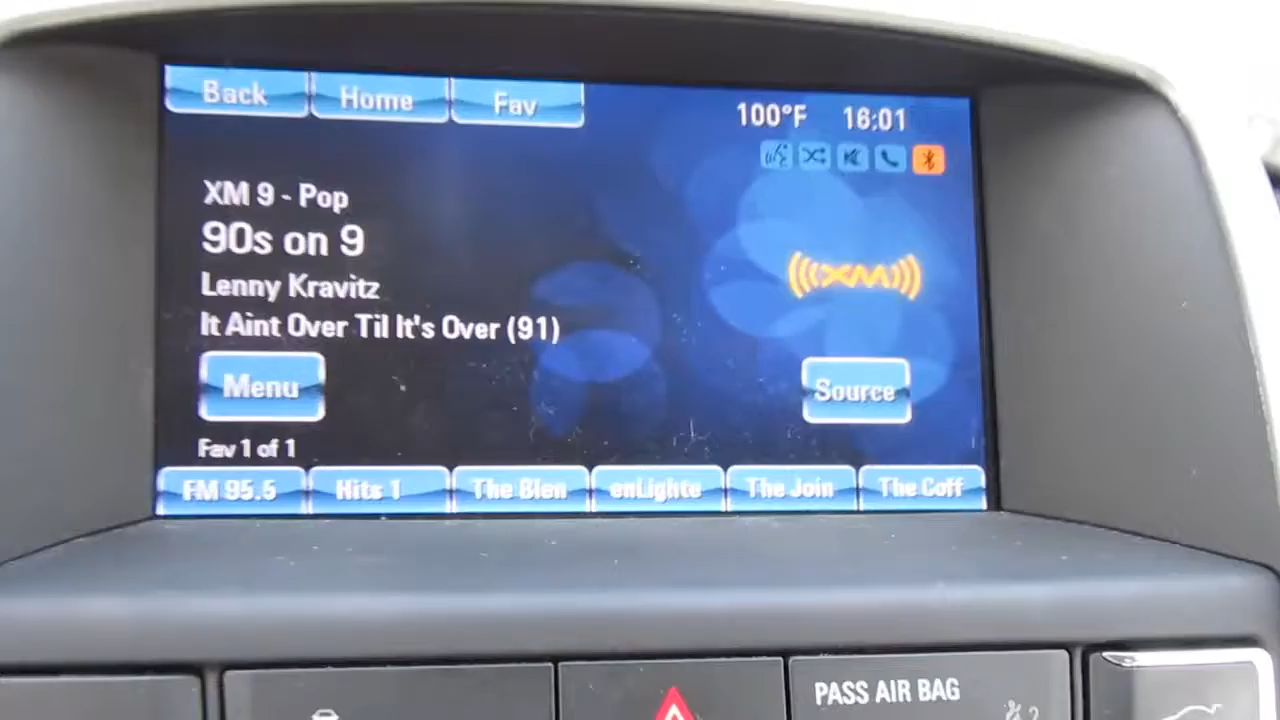 Back Home Fav
100°F 16:01
XM 9 - Pop
90s on 9
Lenny Kravitz
It Aint Over Til It's Over (91)
XM
Menu Source
Fav 1 of 1
FM 95.5 Hits 1 The Blen enLighte The Join The Coff
PASS AIR BAG
2